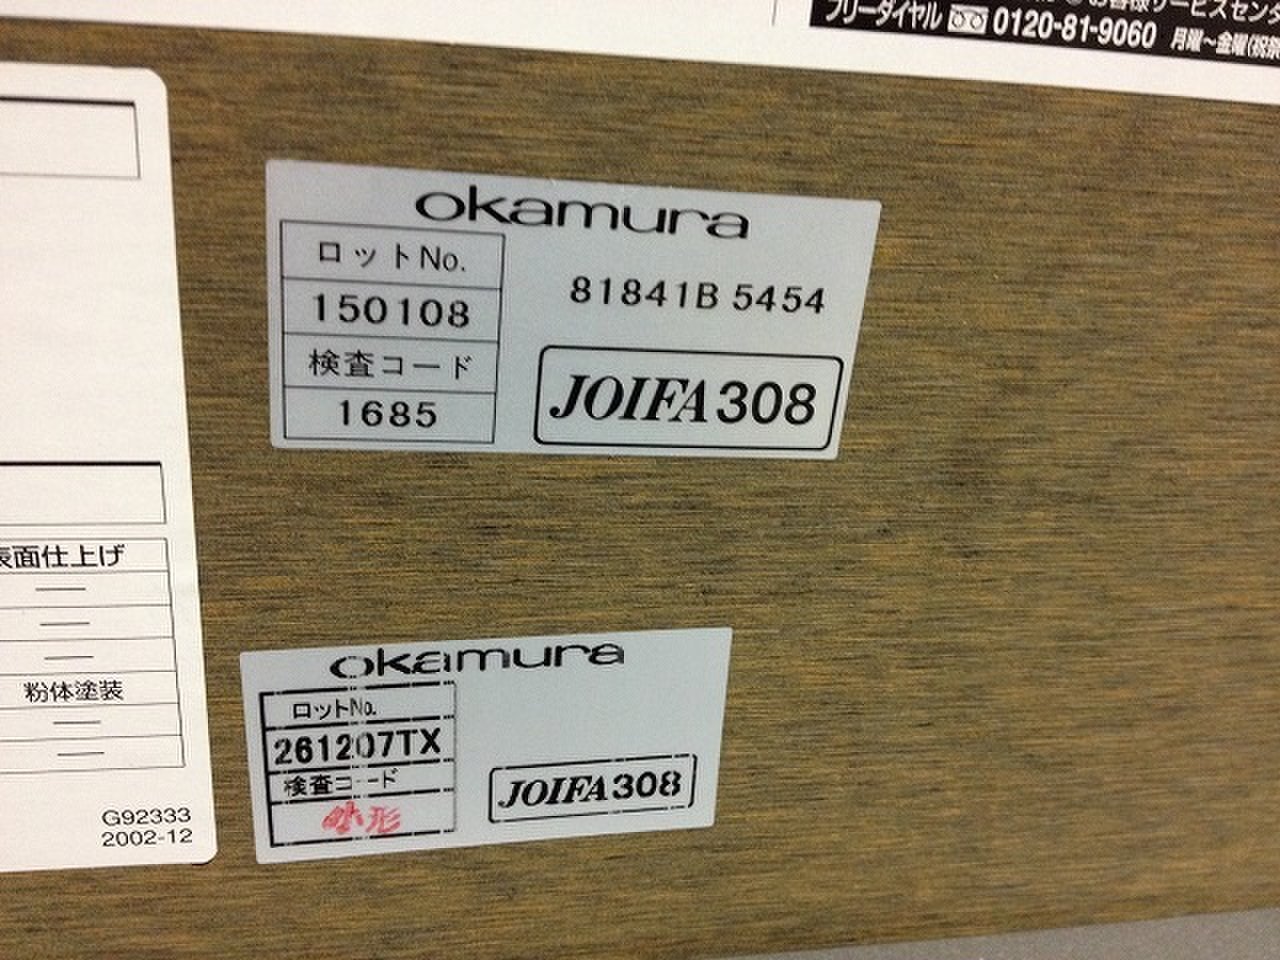 フリーダイヤル 0120-81-9060 月曜~金曜(祝祭
okamura
ロットNo.
150108
検査コード
1685
81841B 5454
JOIFA308
表面仕上げ
—
—
—
粉体塗装
—
—
G92333
2002-12
okamura
ロットNo.
261207TX
検査コード
JOIFA308